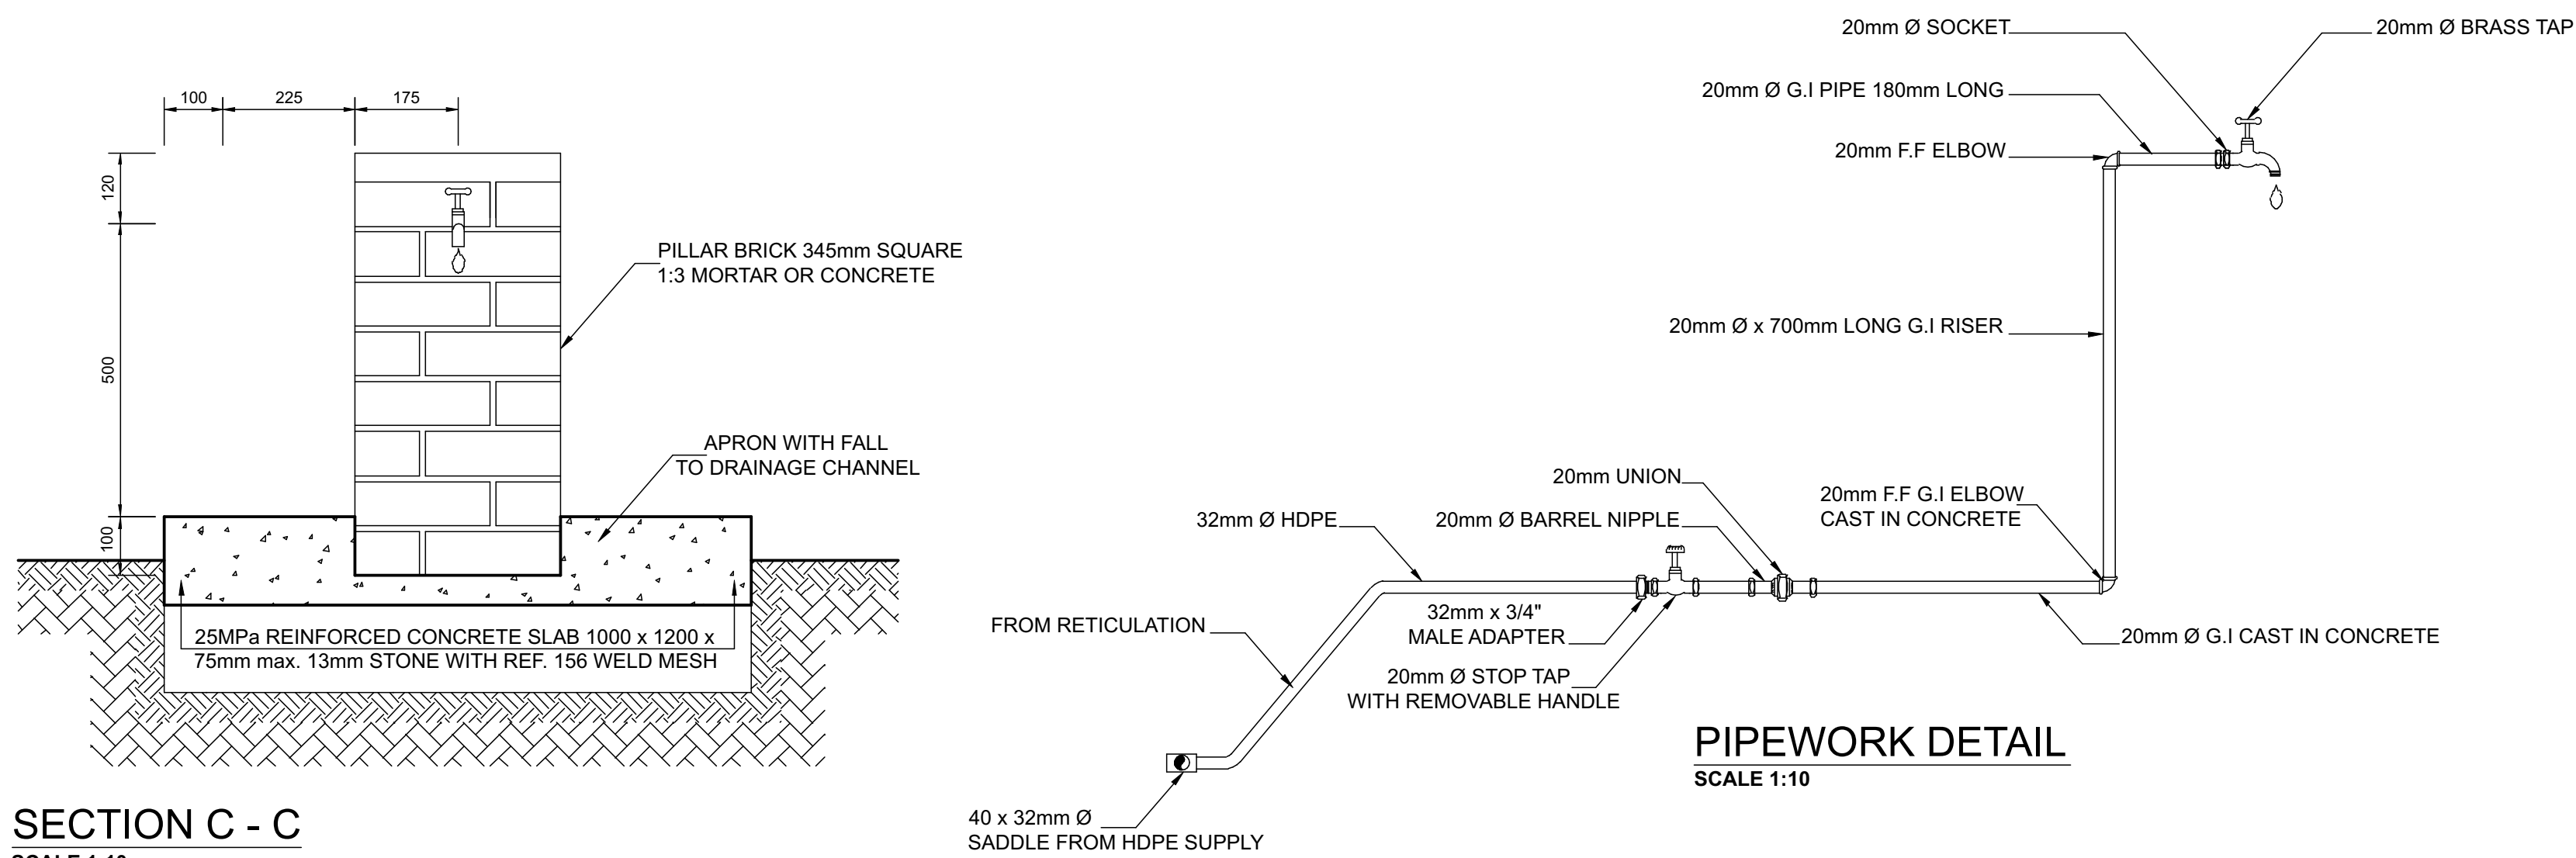 100
225
175
120
500
100
PILLAR BRICK 345mm SQUARE
1:3 MORTAR OR CONCRETE
APRON WITH FALL
TO DRAINAGE CHANNEL
25MPa REINFORCED CONCRETE SLAB 1000 x 1200 x
75mm max. 13mm STONE WITH REF. 156 WELD MESH
SECTION C - C
SCALE 1:10
20mm Ø SOCKET
20mm Ø BRASS TAP
20mm Ø G.I PIPE 180mm LONG
20mm F.F ELBOW
20mm Ø x 700mm LONG G.I RISER
20mm UNION
20mm F.F G.I ELBOW
CAST IN CONCRETE
32mm Ø HDPE
20mm Ø BARREL NIPPLE
FROM RETICULATION
32mm x 3/4"
MALE ADAPTER
20mm Ø G.I CAST IN CONCRETE
20mm Ø STOP TAP
WITH REMOVABLE HANDLE
PIPEWORK DETAIL
SCALE 1:10
40 x 32mm Ø
SADDLE FROM HDPE SUPPLY